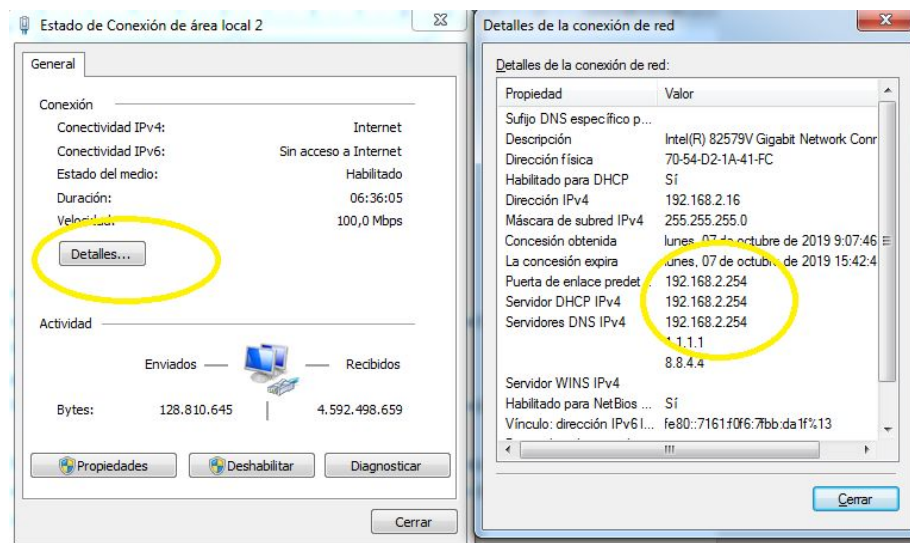 Estado de Conexión de área local 2
General
Conexión
Conectividad IPv4: Internet
Conectividad IPv6: Sin acceso a Internet
Estado del medio: Habilitado
Duración: 06:36:05
Velocidad: 100,0 Mbps
Detalles...
Actividad
Enviados Recibidos
Bytes: 128.810.645 4.592.498.659
Propiedades Deshabilitar Diagnosticar
Cerrar
Detalles de la conexión de red
Detalles de la conexión de red:
Propiedad Valor
Sufijo DNS específico p...
Descripción Intel(R) 82579V Gigabit Network Conr
Dirección física 70-54-D2-1A-41-FC
Habilitado para DHCP Sí
Dirección IPv4 192.168.2.16
Máscara de subred IPv4 255.255.255.0
Concesión obtenida lunes, 07 de octubre de 2019 9:07:46
La concesión expira lunes, 07 de octubre de 2019 15:42:4
Puerta de enlace predet... 192.168.2.254
Servidor DHCP IPv4 192.168.2.254
Servidores DNS IPv4 192.168.2.254
1.1.1.1
8.8.4.4
Servidor WINS IPv4
Habilitado para NetBios ... Sí
Vínculo: dirección IPv6 l... fe80::7161:f0f6:7fbb:da1f%13
Cerrar